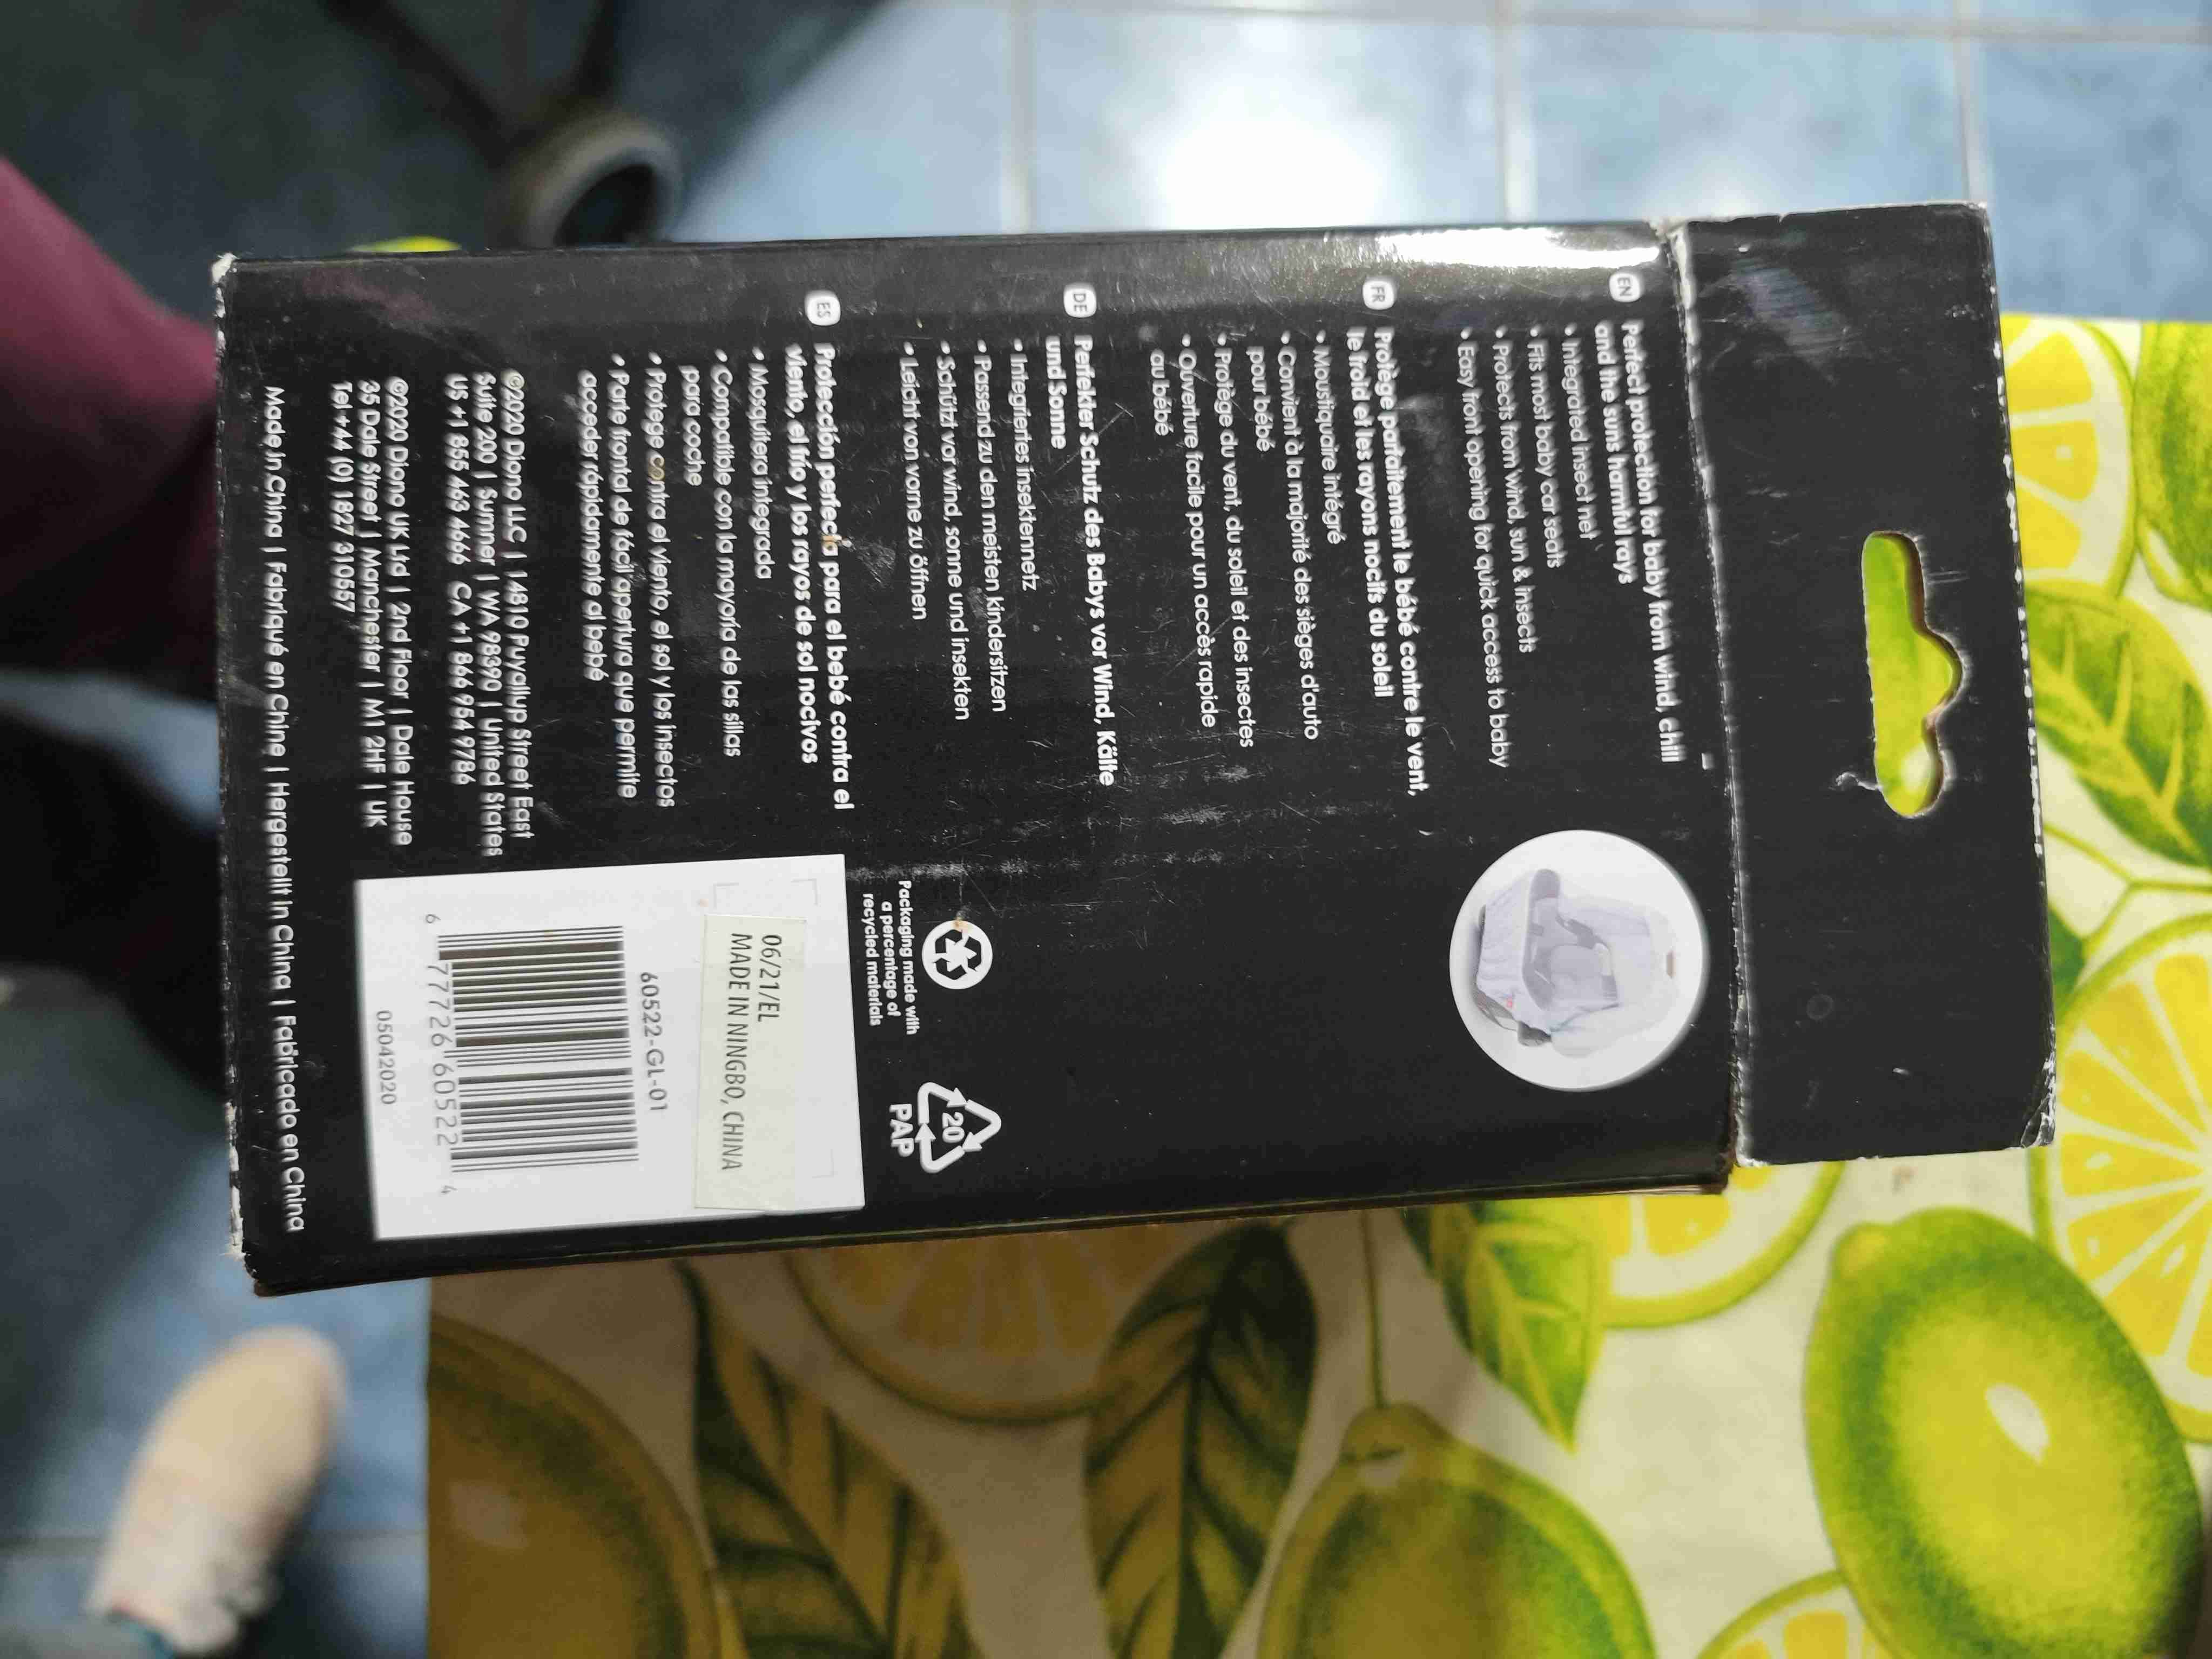 EN
Perfect protection for baby from wind, chill
and the suns harmful rays
• Integrated insect net
• Fits most baby car seats
• Protects from wind, sun & insects
• Easy front opening for quick access to baby
FR
Protège parfaitement le bébé contre le vent,
le froid et les rayons nocifs du soleil
• Moustiquaire intégré
• Convient à la majorité des sièges d'auto
pour bébé
• Protège du vent, du soleil et des insectes
• Ouverture facile pour un accès rapide
au bébé
DE
Perfekter Schutz des Babys vor Wind, Kälte
und Sonne
• Integriertes insektennetz
• Passend zu den meisten kindersitzen
• Schützt vor wind, sonne und insekten
• Leicht von vorne zu öffnen
ES
Protección perfecta para el bebé contra el
viento, el frío y los rayos de sol nocivos
• Mosquitera integrada
• Compatible con la mayoría de las sillas
para coche
• Protege contra el viento, el sol y los insectos
• Parte frontal de fácil apertura que permite
acceder rápidamente al bebé
©2020 Diono LLC | 14810 Puyallup Street East
Suite 200 | Sumner | WA 98390 | United States
US +1 855 463 4666 CA +1 866 954 9786
©2020 Diono UK Ltd | 2nd Floor | Dale House
35 Dale Street | Manchester | M1 2HF | UK
Tel +44 (0) 1827 310557
Made in China | Fabriqué en Chine | Hergestellt in China | Fabricado en China
Packaging made with
a percentage of
recycled materials
20
PAP
06/21/EL
MADE IN NINGBO, CHINA
60522-GL-01
6 77726 60522 4
05042020